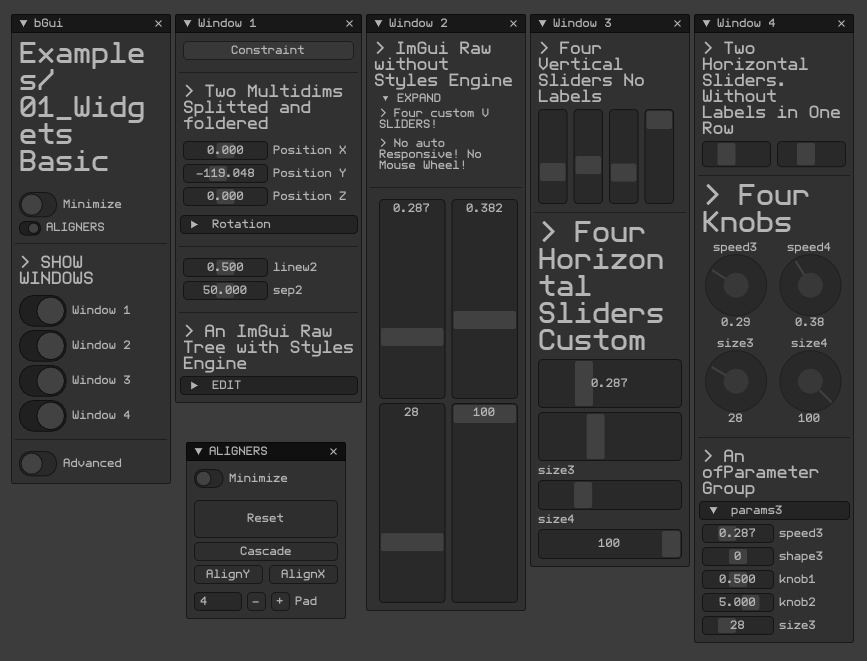 bGui
Example
s/
01_Widg
ets
Basic
Minimize
ALIGNERS
> SHOW
WINDOWS
Window 1
Window 2
Window 3
Window 4
Advanced
Window 1
Constraint
> Two Multidims
Splitted and
foldered
0.000 Position X
-119.048 Position Y
0.000 Position Z
Rotation
0.500 linew2
50.000 sep2
> An ImGui Raw
Tree with Styles
Engine
EDIT
ALIGNERS
Minimize
Reset
Cascade
AlignY AlignX
4 - + Pad
Window 2
> ImGui Raw
without
Styles Engine
EXPAND
> Four custom V
SLIDERS!
> No auto
Responsive! No
Mouse Wheel!
0.287 0.382
28 100
Window 3
> Four
Vertical
Sliders No
Labels
> Four
Horizon
tal
Sliders
Custom
0.287
size3
size4
100
Window 4
> Two
Horizontal
Sliders.
Without
Labels in One
Row
> Four
Knobs
speed3 speed4
0.29 0.38
size3 size4
28 100
> An
ofParameter
Group
params3
0.287 speed3
0 shape3
0.500 knob1
5.000 knob2
28 size3